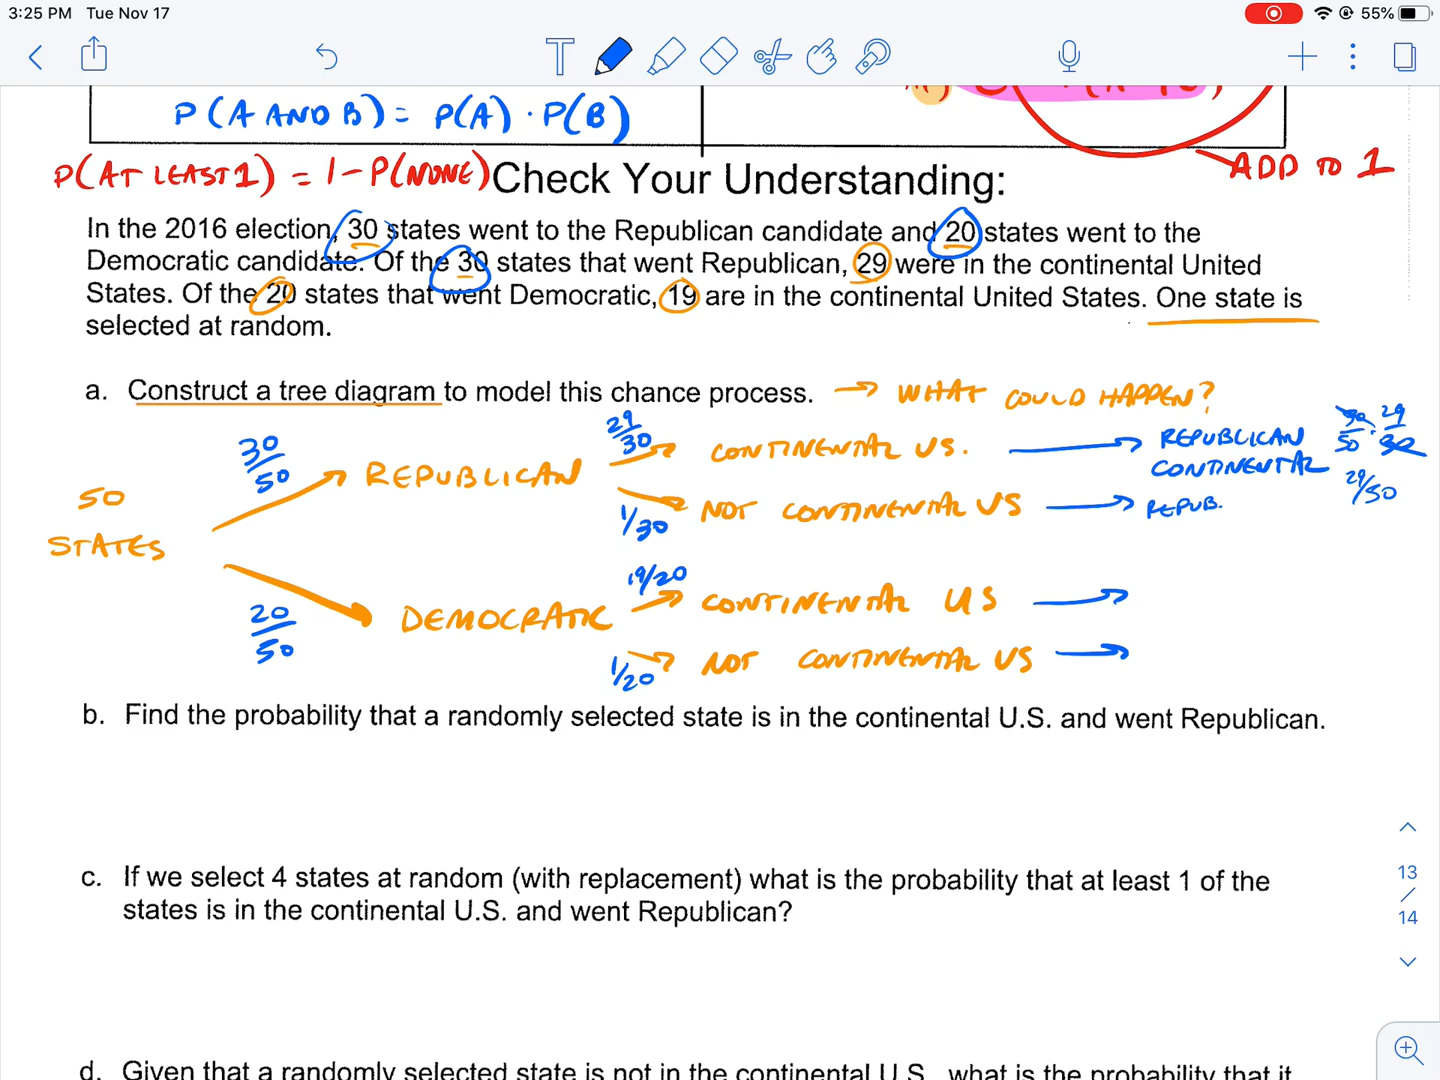 3:25 PM Tue Nov 17
55%
P(A AND B) = P(A) · P(B)
P(AT LEAST 1) = 1 - P(NONE)
Check Your Understanding:
ADD TO 1
In the 2016 election, 30 states went to the Republican candidate and 20 states went to the
Democratic candidate. Of the 30 states that went Republican, 29 were in the continental United
States. Of the 20 states that went Democratic, 19 are in the continental United States. One state is
selected at random.
a. Construct a tree diagram to model this chance process. → WHAT COULD HAPPEN?
50
STATES
30/50
REPUBLICAN
29/30
CONTINENTAL US.
REPUBLICAN
CONTINENTAL
30/50 · 29/30
29/50
1/30
NOT CONTINENTAL US
REPUB.
20/50
DEMOCRATIC
19/20
CONTINENTAL US
1/20
NOT CONTINENTAL US
b. Find the probability that a randomly selected state is in the continental U.S. and went Republican.
c. If we select 4 states at random (with replacement) what is the probability that at least 1 of the
states is in the continental U.S. and went Republican?
13
/
14
d. Given that a randomly selected state is not in the continental U.S., what is the probability that it